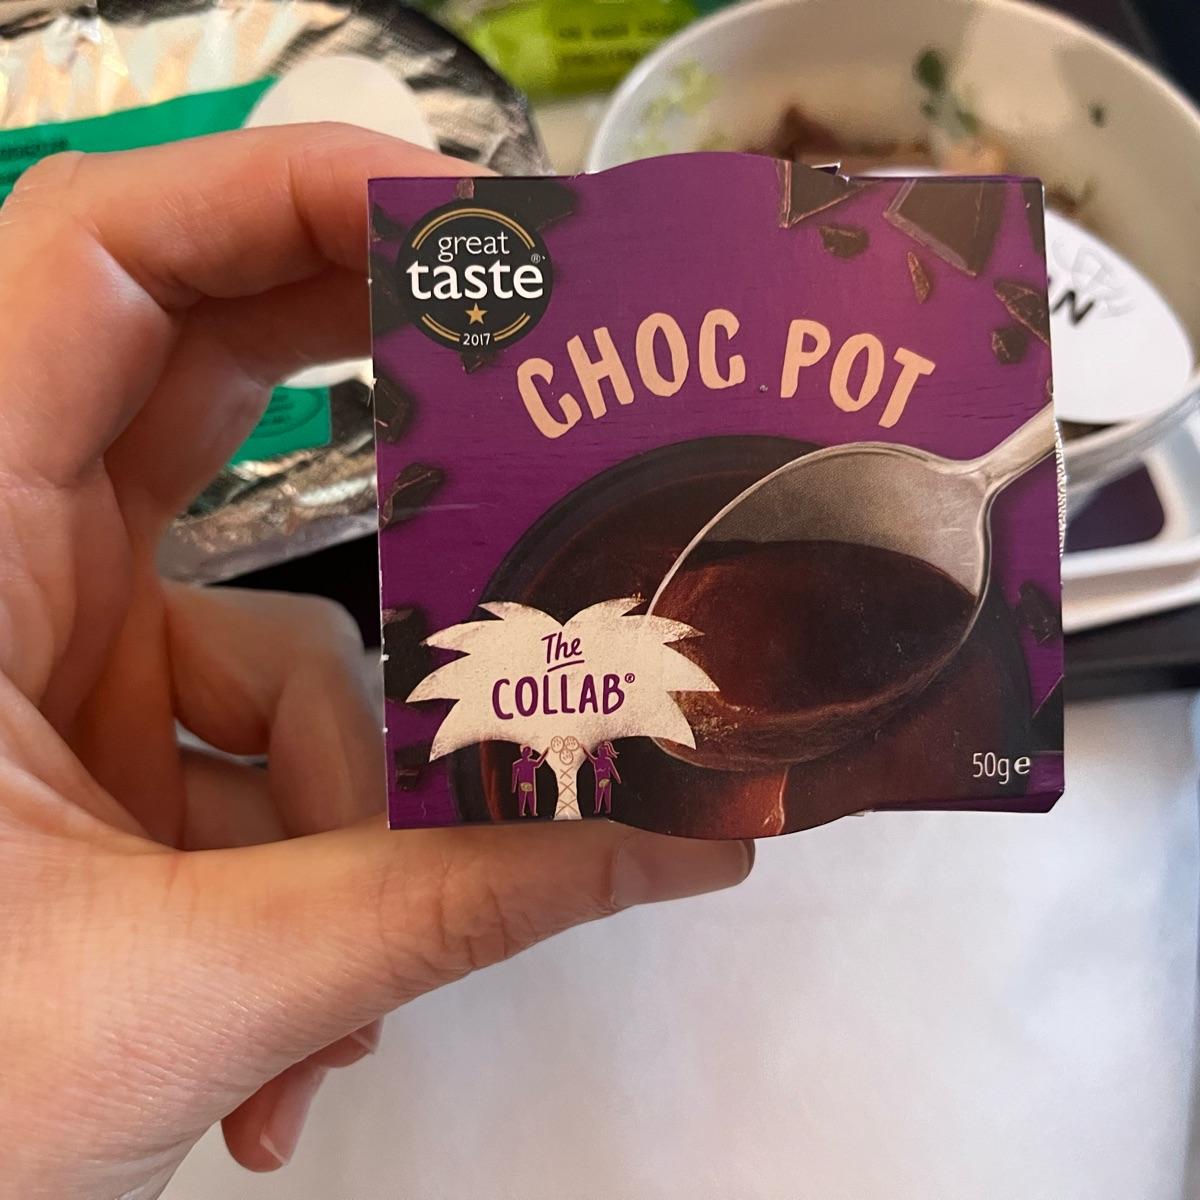 great
taste®
2017
CHOC POT
The
COLLAB®
50g e